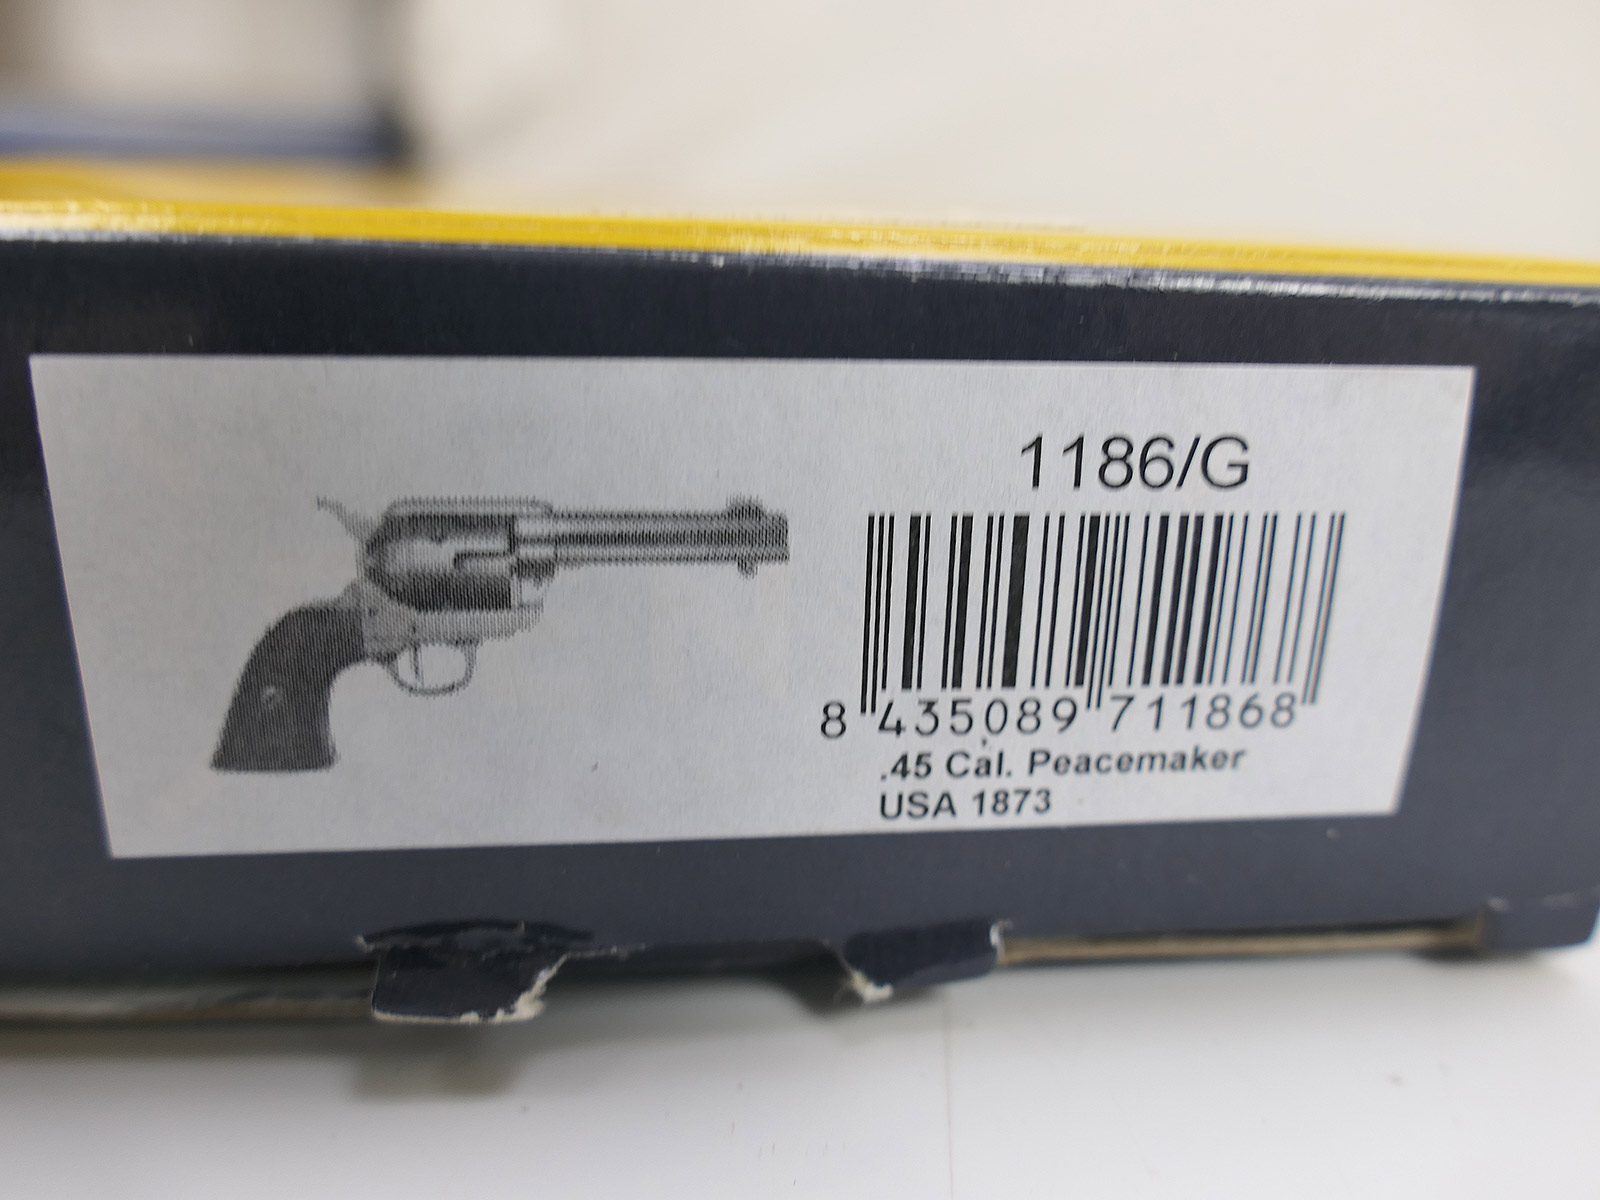 1186/G
8 435089 711868
.45 Cal. Peacemaker
USA 1873